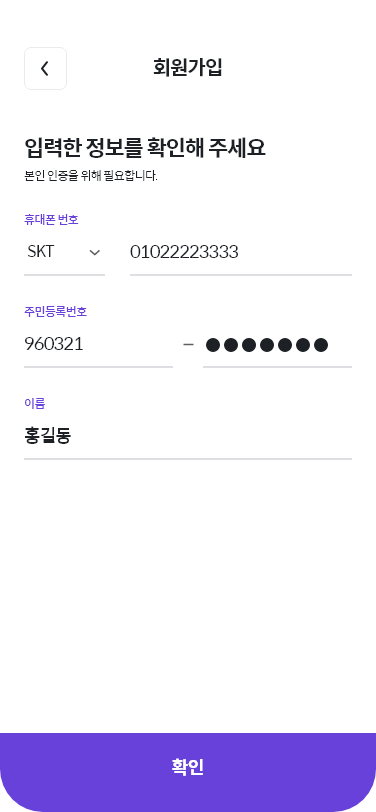 회원가입
입력한 정보를 확인해 주세요
본인 인증을 위해 필요합니다.
휴대폰 번호
SKT 01022223333
주민등록번호
960321 – ●●●●●●●
이름
홍길동
확인